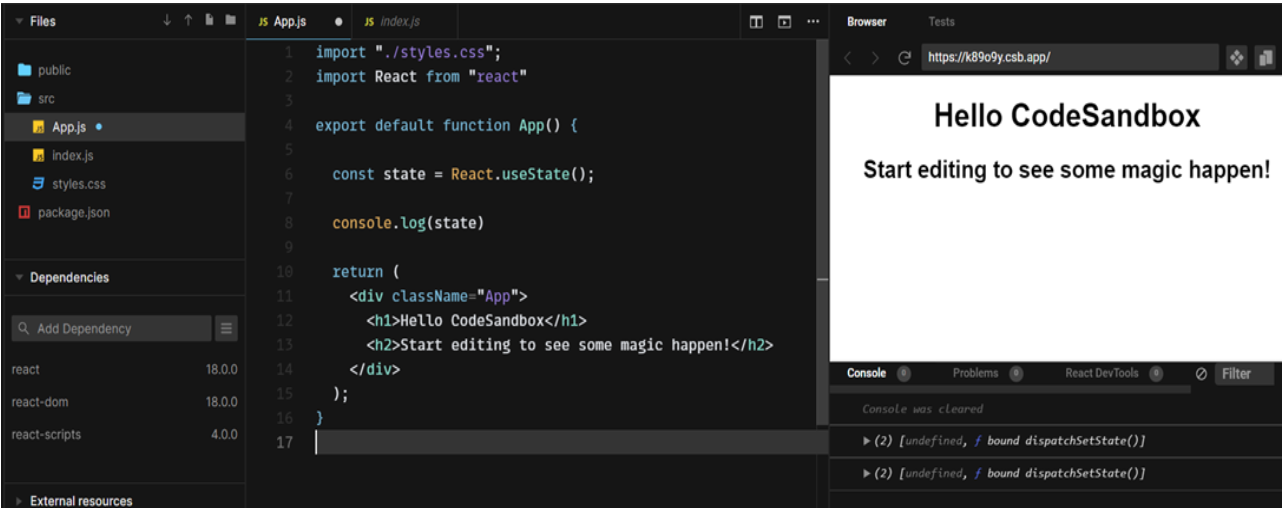 Files
public
src
App.js
index.js
styles.css
package.json
Dependencies
Add Dependency
react 18.0.0
react-dom 18.0.0
react-scripts 4.0.0
External resources
JS App.js JS index.js
1 import "./styles.css";
2 import React from "react"
3
4 export default function App() {
5
6 const state = React.useState();
7
8 console.log(state)
9
10 return (
11 <div className="App">
12 <h1>Hello CodeSandbox</h1>
13 <h2>Start editing to see some magic happen!</h2>
14 </div>
15 );
16 }
17
Browser Tests
https://k89o9y.csb.app/
Hello CodeSandbox
Start editing to see some magic happen!
Console 0 Problems 0 React DevTools 0 Filter
Console was cleared
(2) [undefined, ƒ bound dispatchSetState()]
(2) [undefined, ƒ bound dispatchSetState()]